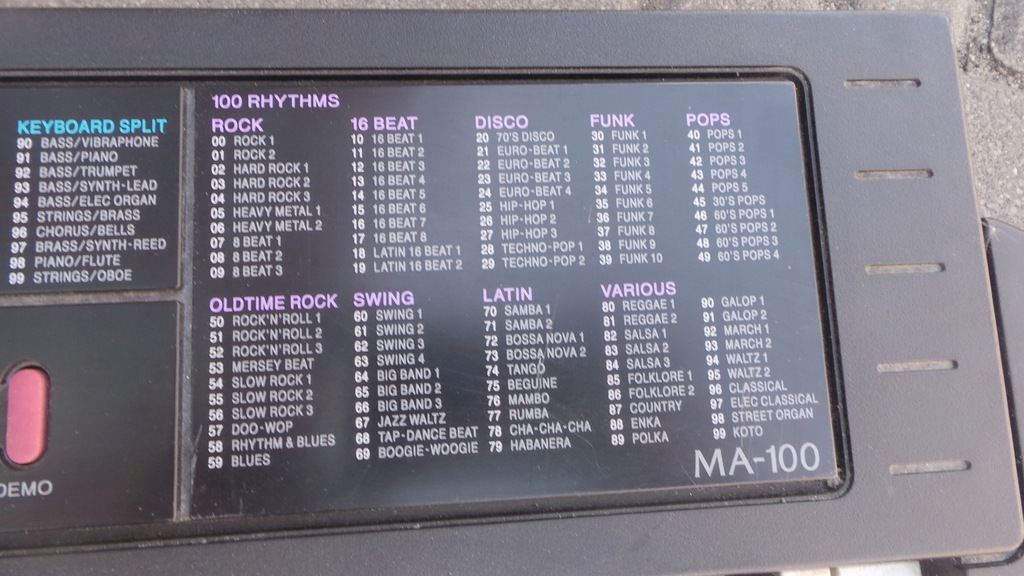 KEYBOARD SPLIT
90 BASS/VIBRAPHONE
91 BASS/PIANO
92 BASS/TRUMPET
93 BASS/SYNTH-LEAD
94 BASS/ELEC ORGAN
95 STRINGS/BRASS
96 CHORUS/BELLS
97 BRASS/SYNTH-REED
98 PIANO/FLUTE
99 STRINGS/OBOE
DEMO
100 RHYTHMS
ROCK
00 ROCK 1
01 ROCK 2
02 HARD ROCK 1
03 HARD ROCK 2
04 HARD ROCK 3
05 HEAVY METAL 1
06 HEAVY METAL 2
07 8 BEAT 1
08 8 BEAT 2
09 8 BEAT 3
16 BEAT
10 16 BEAT 1
11 16 BEAT 2
12 16 BEAT 3
13 16 BEAT 4
14 16 BEAT 5
15 16 BEAT 6
16 16 BEAT 7
17 16 BEAT 8
18 LATIN 16 BEAT 1
19 LATIN 16 BEAT 2
DISCO
20 70'S DISCO
21 EURO-BEAT 1
22 EURO-BEAT 2
23 EURO-BEAT 3
24 EURO-BEAT 4
25 HIP-HOP 1
26 HIP-HOP 2
27 HIP-HOP 3
28 TECHNO-POP 1
29 TECHNO-POP 2
FUNK
30 FUNK 1
31 FUNK 2
32 FUNK 3
33 FUNK 4
34 FUNK 5
35 FUNK 6
36 FUNK 7
37 FUNK 8
38 FUNK 9
39 FUNK 10
POPS
40 POPS 1
41 POPS 2
42 POPS 3
43 POPS 4
44 POPS 5
45 30'S POPS
46 60'S POPS 1
47 60'S POPS 2
48 60'S POPS 3
49 60'S POPS 4
OLDTIME ROCK
50 ROCK'N'ROLL 1
51 ROCK'N'ROLL 2
52 ROCK'N'ROLL 3
53 MERSEY BEAT
54 SLOW ROCK 1
55 SLOW ROCK 2
56 SLOW ROCK 3
57 DOO-WOP
58 RHYTHM & BLUES
59 BLUES
SWING
60 SWING 1
61 SWING 2
62 SWING 3
63 SWING 4
64 BIG BAND 1
65 BIG BAND 2
66 BIG BAND 3
67 JAZZ WALTZ
68 TAP-DANCE BEAT
69 BOOGIE-WOOGIE
LATIN
70 SAMBA 1
71 SAMBA 2
72 BOSSA NOVA 1
73 BOSSA NOVA 2
74 TANGO
75 BEGUINE
76 MAMBO
77 RUMBA
78 CHA-CHA-CHA
79 HABANERA
VARIOUS
80 REGGAE 1
81 REGGAE 2
82 SALSA 1
83 SALSA 2
84 SALSA 3
85 FOLKLORE 1
86 FOLKLORE 2
87 COUNTRY
88 ENKA
89 POLKA
90 GALOP 1
91 GALOP 2
92 MARCH 1
93 MARCH 2
94 WALTZ 1
95 WALTZ 2
96 CLASSICAL
97 ELEC CLASSICAL
98 STREET ORGAN
99 KOTO
MA-100